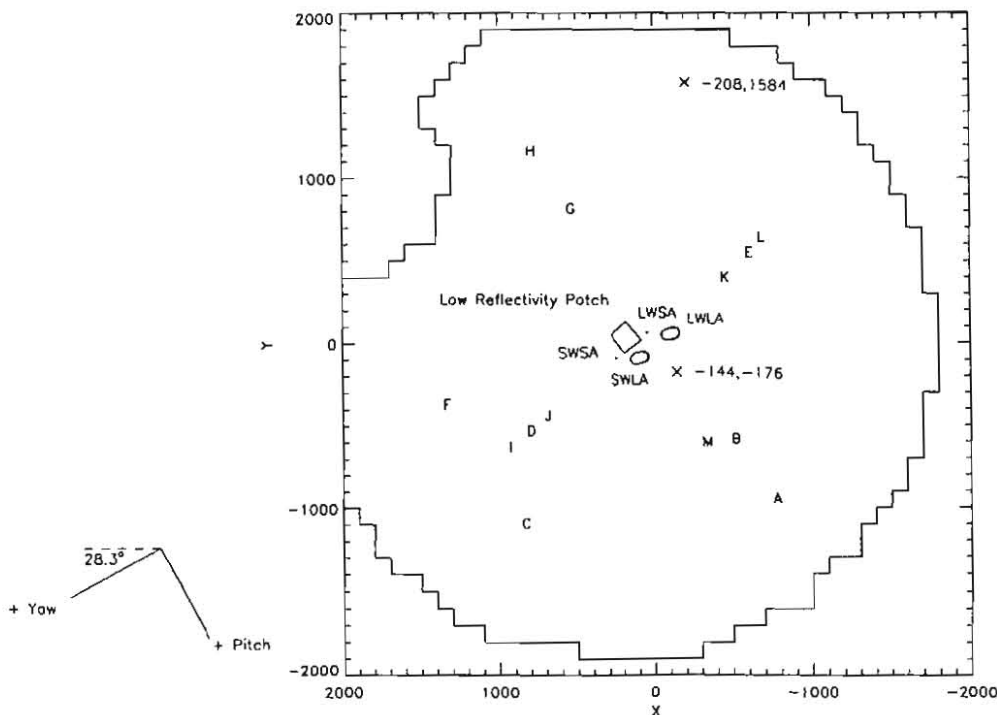 2000
× -208,1584
H
1000
G
L
E
K
Low Reflectivity Patch
LWSA
LWLA
Y
0
SWSA
SWLA
× -144,-176
F
J
D
I
M
B
A
-1000
C
28.3°
+ Yaw
+ Pitch
-2000
2000
1000
0
-1000
-2000
X